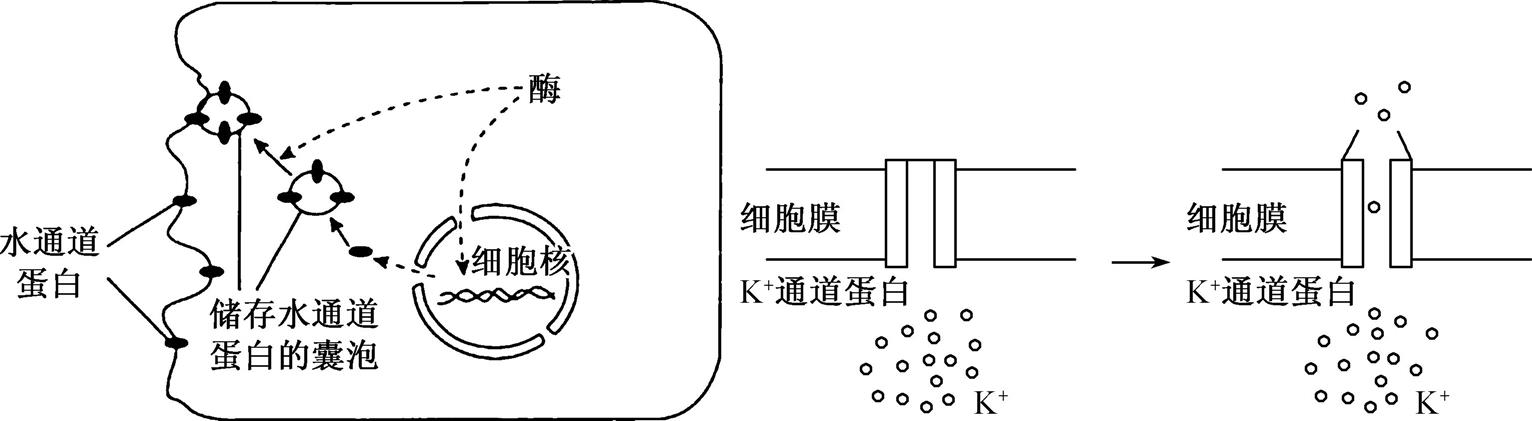 酶
水通道
蛋白
细胞核
储存水通道
蛋白的囊泡
细胞膜
K⁺通道蛋白
K⁺
细胞膜
K⁺通道蛋白
K⁺